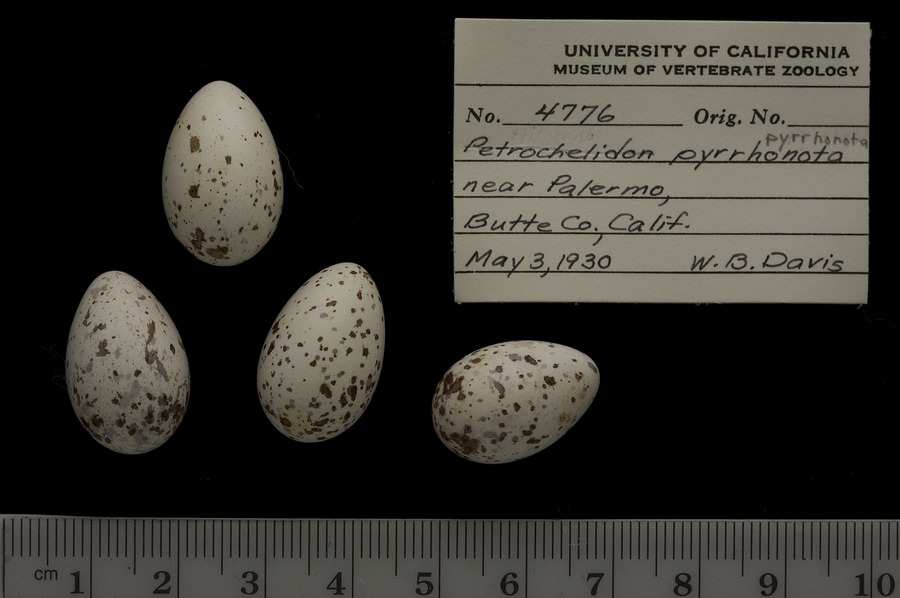 UNIVERSITY OF CALIFORNIA
MUSEUM OF VERTEBRATE ZOOLOGY
No. 4776 Orig. No.
pyrrhonota
Petrochelidon pyrrhonota
near Palermo,
Butte Co., Calif.
May 3, 1930 W. B. Davis
cm 1 2 3 4 5 6 7 8 9 10